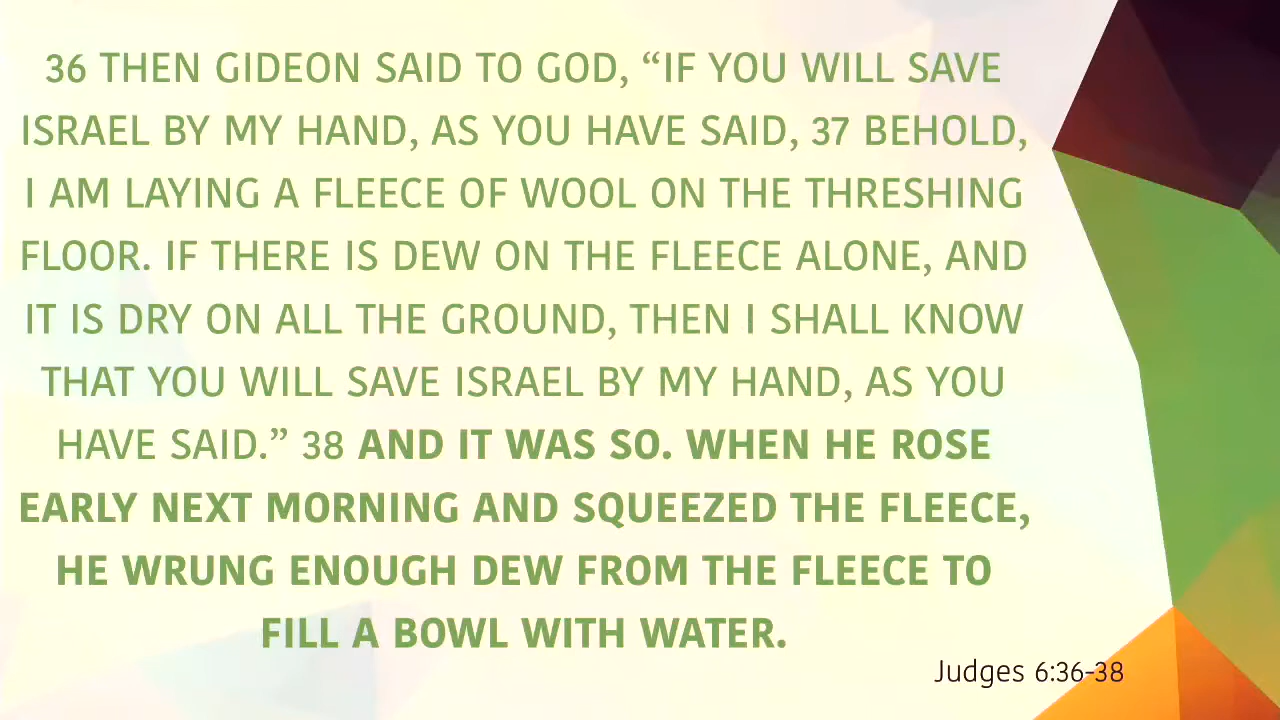 36 THEN GIDEON SAID TO GOD, “IF YOU WILL SAVE
ISRAEL BY MY HAND, AS YOU HAVE SAID, 37 BEHOLD,
I AM LAYING A FLEECE OF WOOL ON THE THRESHING
FLOOR. IF THERE IS DEW ON THE FLEECE ALONE, AND
IT IS DRY ON ALL THE GROUND, THEN I SHALL KNOW
THAT YOU WILL SAVE ISRAEL BY MY HAND, AS YOU
HAVE SAID.” 38 AND IT WAS SO. WHEN HE ROSE
EARLY NEXT MORNING AND SQUEEZED THE FLEECE,
HE WRUNG ENOUGH DEW FROM THE FLEECE TO
FILL A BOWL WITH WATER.
Judges 6:36-38